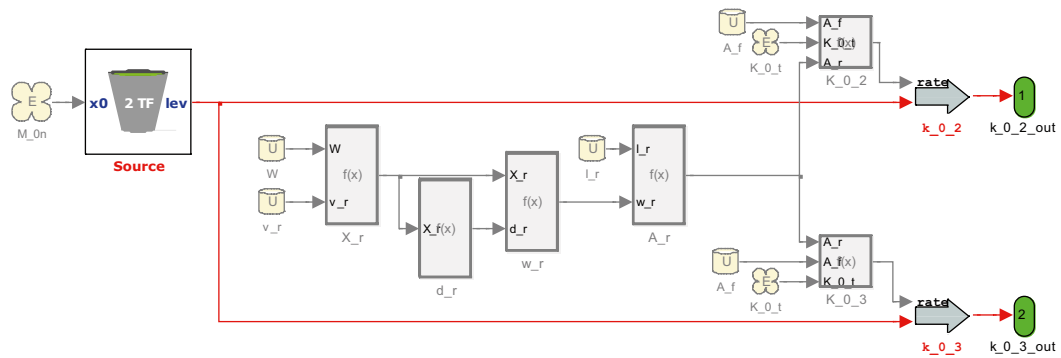 E
M_0n
x0
2 TF
lev
Source
U
W
U
v_r
W
f(x)
v_r
X_r
X_r
f(x)
d_r
X_r
f(x)
d_r
w_r
U
I_r
I_r
f(x)
w_r
A_r
U
A_f
E
K_0_t
A_f
K_0_t
f(x)
A_r
K_0_2
rate
k_0_2
1
k_0_2_out
U
A_f
E
K_0_t
A_r
A_f
f(x)
K_0_t
K_0_3
rate
k_0_3
2
k_0_3_out